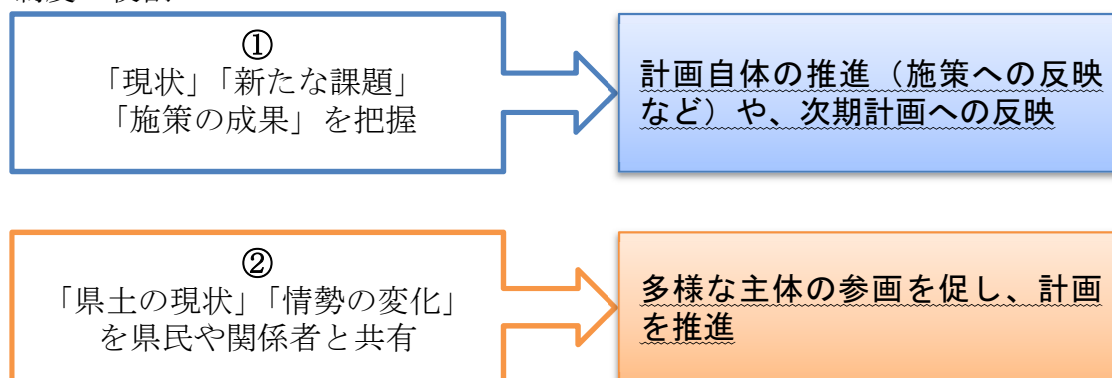 ①
「現状」「新たな課題」
「施策の成果」を把握
計画自体の推進（施策への反映
など）や、次期計画への反映
②
「県土の現状」「情勢の変化」
を県民や関係者と共有
多様な主体の参画を促し、計画
を推進